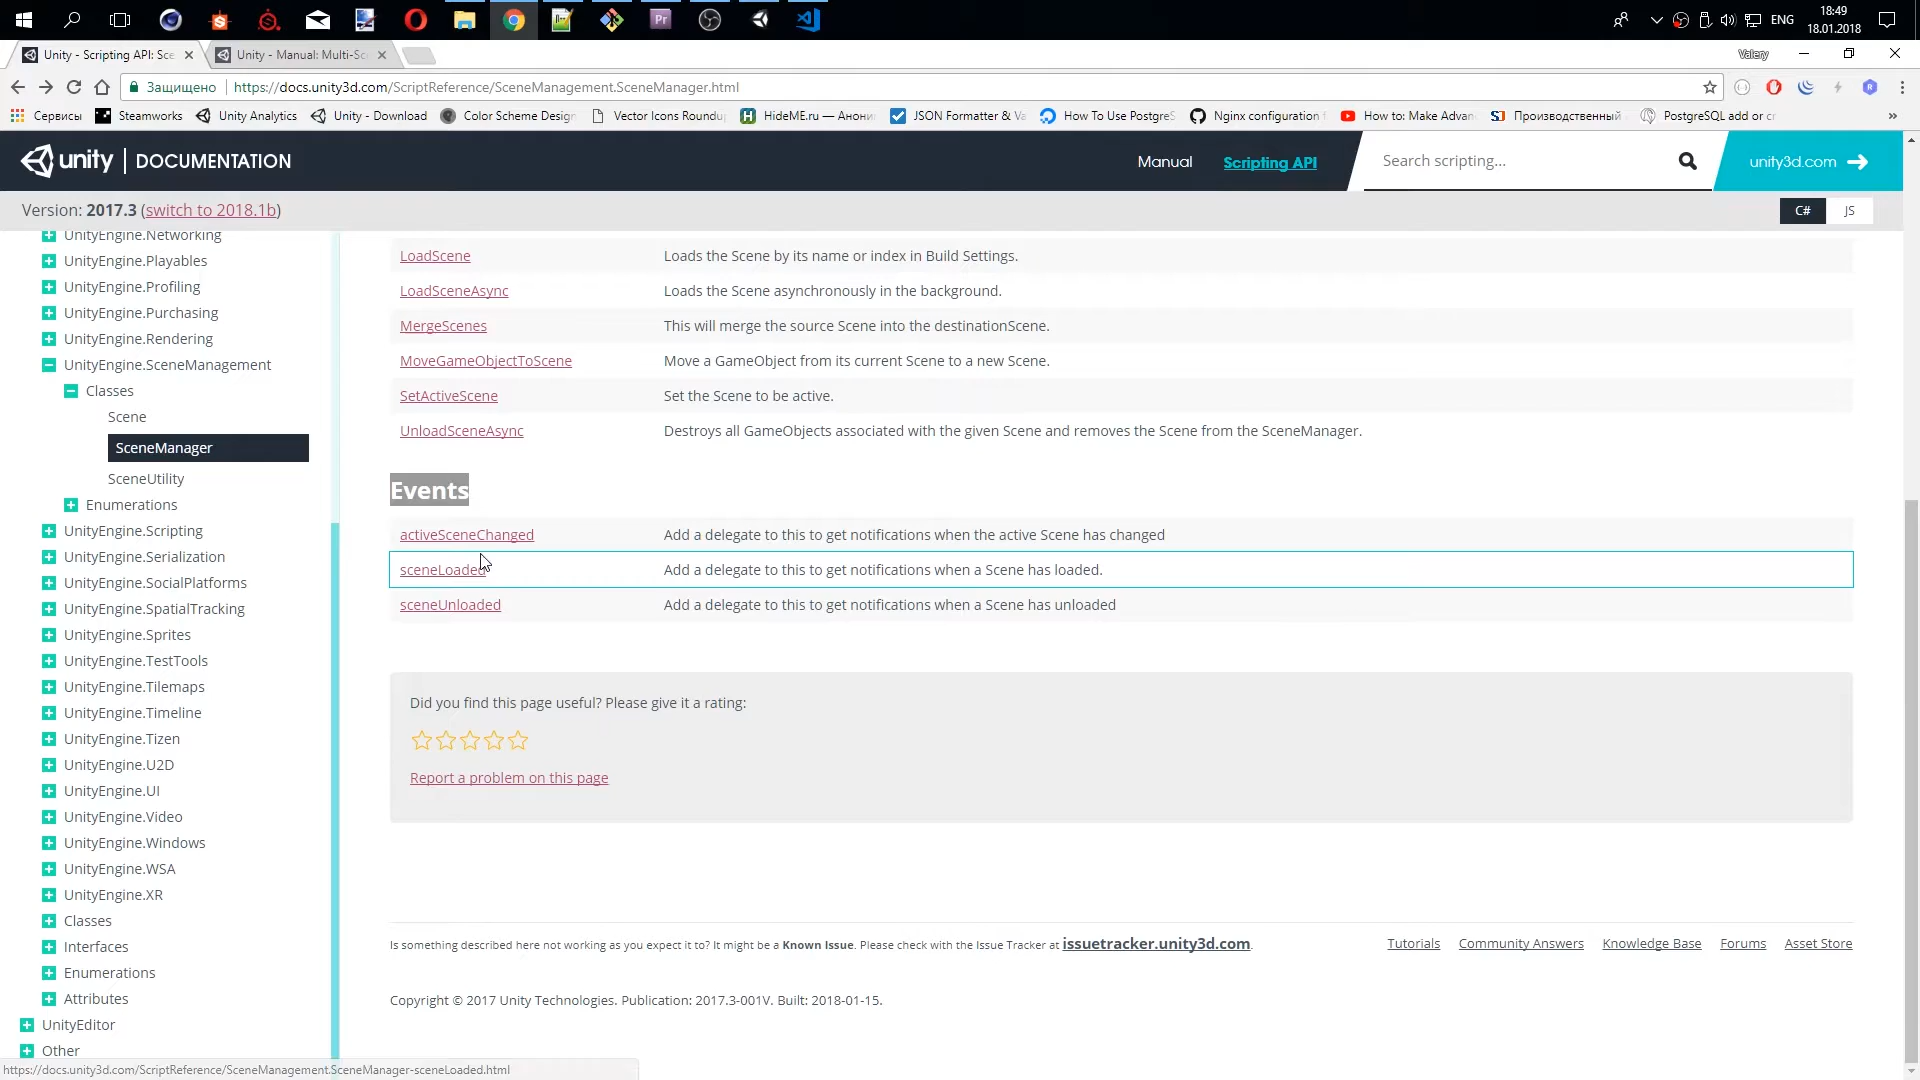 Pr
ENG
18:49
18.01.2018
Unity - Scripting API: Sce
Unity - Manual: Multi-Sc
Valery
Защищено
https://docs.unity3d.com/ScriptReference/SceneManagement.SceneManager.html
Сервисы
Steamworks
Unity Analytics
Unity - Download
Color Scheme Design
Vector Icons Roundu
HideME.ru — Анони
JSON Formatter & Va
How To Use PostgreS
Nginx configuration
How to: Make Advan
Производственный
PostgreSQL add or cr
»
unity | DOCUMENTATION
Manual
Scripting API
Search scripting...
unity3d.com
Version: 2017.3 (switch to 2018.1b)
C#
JS
UnityEngine.Networking
UnityEngine.Playables
UnityEngine.Profiling
UnityEngine.Purchasing
UnityEngine.Rendering
UnityEngine.SceneManagement
Classes
Scene
SceneManager
SceneUtility
Enumerations
UnityEngine.Scripting
UnityEngine.Serialization
UnityEngine.SocialPlatforms
UnityEngine.SpatialTracking
UnityEngine.Sprites
UnityEngine.TestTools
UnityEngine.Tilemaps
UnityEngine.Timeline
UnityEngine.Tizen
UnityEngine.U2D
UnityEngine.UI
UnityEngine.Video
UnityEngine.Windows
UnityEngine.WSA
UnityEngine.XR
Classes
Interfaces
Enumerations
Attributes
UnityEditor
Other
LoadScene Loads the Scene by its name or index in Build Settings.
LoadSceneAsync Loads the Scene asynchronously in the background.
MergeScenes This will merge the source Scene into the destinationScene.
MoveGameObjectToScene Move a GameObject from its current Scene to a new Scene.
SetActiveScene Set the Scene to be active.
UnloadSceneAsync Destroys all GameObjects associated with the given Scene and removes the Scene from the SceneManager.
Events
activeSceneChanged Add a delegate to this to get notifications when the active Scene has changed
sceneLoaded Add a delegate to this to get notifications when a Scene has loaded.
sceneUnloaded Add a delegate to this to get notifications when a Scene has unloaded
Did you find this page useful? Please give it a rating:
Report a problem on this page
Is something described here not working as you expect it to? It might be a Known Issue. Please check with the Issue Tracker at issuetracker.unity3d.com.
Tutorials
Community Answers
Knowledge Base
Forums
Asset Store
Copyright © 2017 Unity Technologies. Publication: 2017.3-001V. Built: 2018-01-15.
https://docs.unity3d.com/ScriptReference/SceneManagement.SceneManager-sceneLoaded.html